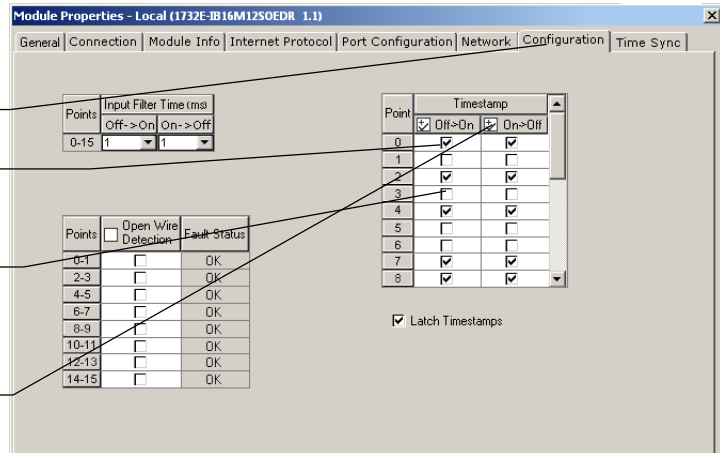 Module Properties - Local (1732E-IB16M12SOEDR 1.1)
General Connection Module Info Internet Protocol Port Configuration Network Configuration Time Sync
Points Input Filter Time (ms)
Off->On On->Off
0-15 1 1
Point Timestamp
Off->On On->Off
0
1
2
3
4
5
6
7
8
Latch Timestamps
Points Open Wire Detection Fault Status
0-1 OK
2-3 OK
4-5 OK
6-7 OK
8-9 OK
10-11 OK
12-13 OK
14-15 OK